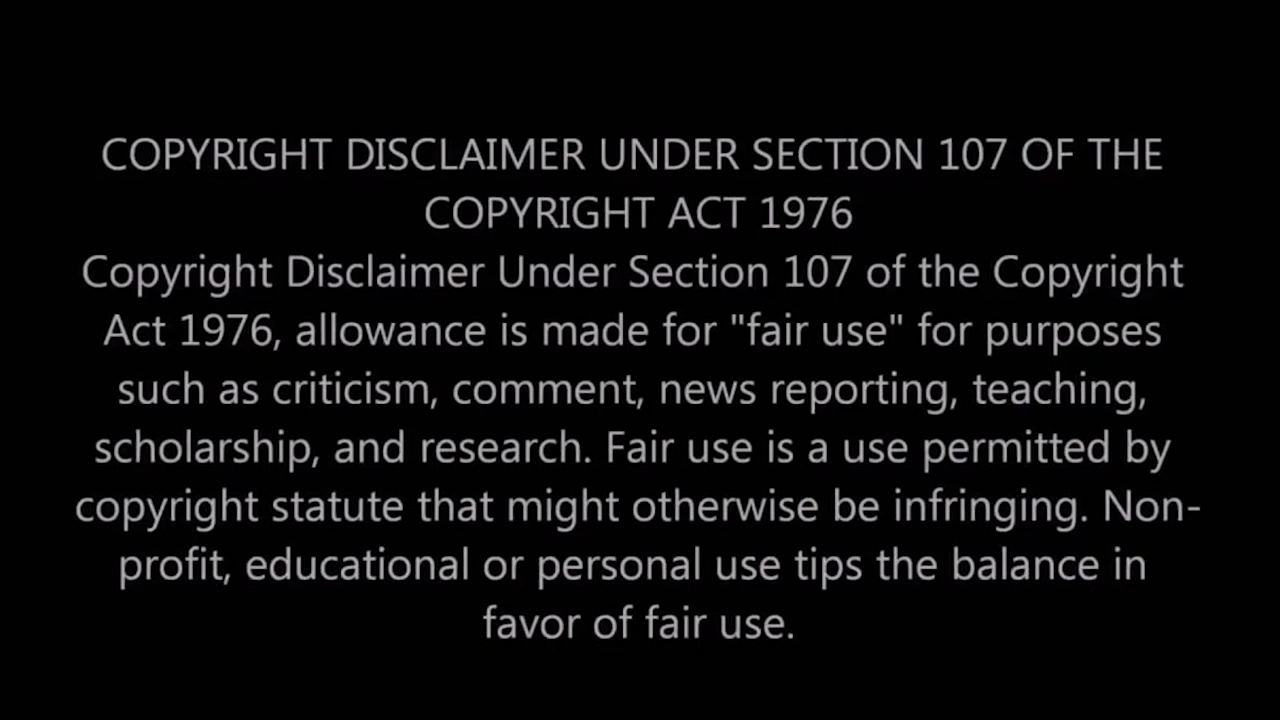 COPYRIGHT DISCLAIMER UNDER SECTION 107 OF THE
COPYRIGHT ACT 1976
Copyright Disclaimer Under Section 107 of the Copyright
Act 1976, allowance is made for "fair use" for purposes
such as criticism, comment, news reporting, teaching,
scholarship, and research. Fair use is a use permitted by
copyright statute that might otherwise be infringing. Non-
profit, educational or personal use tips the balance in
favor of fair use.